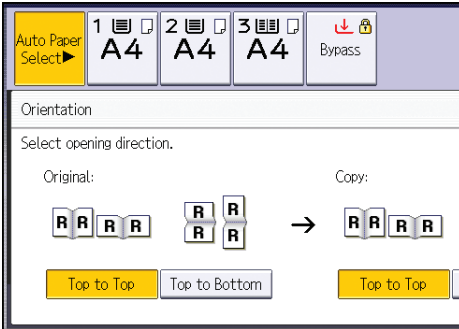 Auto Paper
Select►
1
A4
2
A4
3
A4
Bypass
Orientation
Select opening direction.
Original:
Copy:
R R R R
R
R
R
R
R R R R
Top to Top
Top to Bottom
Top to Top